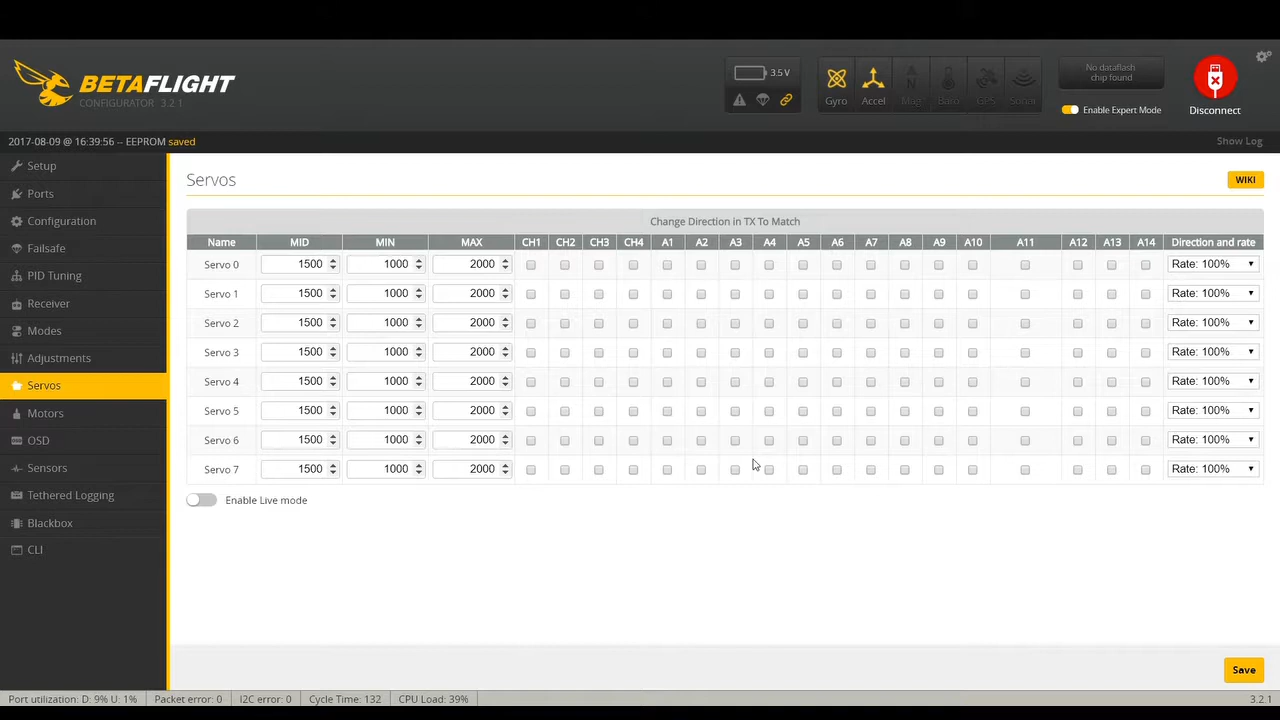 BETAFLIGHT
CONFIGURATOR 3.2.1
3.5 V
Gyro
Accel
Mag
Baro
GPS
Sonar
No dataflash
chip found
Enable Expert Mode
Disconnect
2017-08-09 @ 16:39:56 -- EEPROM saved
Show Log
Setup
Ports
Configuration
Failsafe
PID Tuning
Receiver
Modes
Adjustments
Servos
Motors
OSD
Sensors
Tethered Logging
Blackbox
CLI
Servos
WIKI
Change Direction in TX To Match
Name MID MIN MAX CH1 CH2 CH3 CH4 A1 A2 A3 A4 A5 A6 A7 A8 A9 A10 A11 A12 A13 A14 Direction and rate
Servo 0 1500 1000 2000 Rate: 100%
Servo 1 1500 1000 2000 Rate: 100%
Servo 2 1500 1000 2000 Rate: 100%
Servo 3 1500 1000 2000 Rate: 100%
Servo 4 1500 1000 2000 Rate: 100%
Servo 5 1500 1000 2000 Rate: 100%
Servo 6 1500 1000 2000 Rate: 100%
Servo 7 1500 1000 2000 Rate: 100%
Enable Live mode
Save
Port utilization: D: 9% U: 1% Packet error: 0 I2C error: 0 Cycle Time: 132 CPU Load: 39% 3.2.1